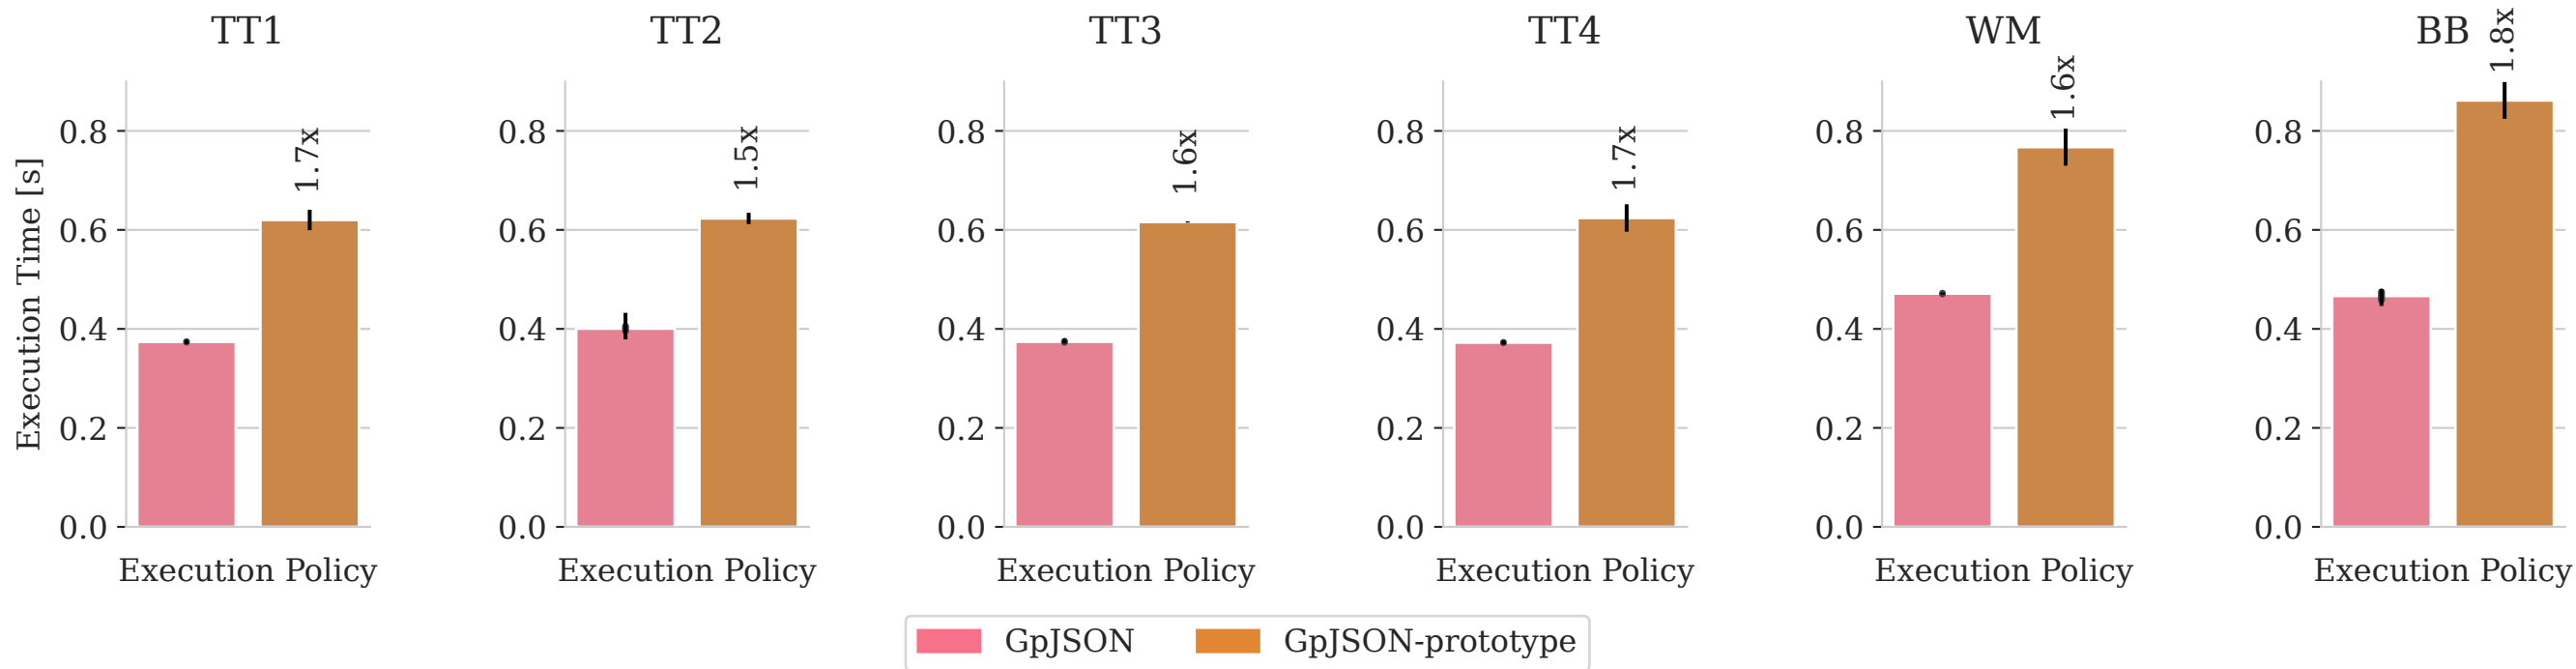 TT1 TT2 TT3 TT4 WM BB
1.7x 1.5x 1.6x 1.7x 1.6x 1.8x
Execution Time [s]
0.8 0.8 0.8 0.8 0.8 0.8
0.6 0.6 0.6 0.6 0.6 0.6
0.4 0.4 0.4 0.4 0.4 0.4
0.2 0.2 0.2 0.2 0.2 0.2
0.0 0.0 0.0 0.0 0.0 0.0
Execution Policy Execution Policy Execution Policy Execution Policy Execution Policy Execution Policy
GpJSON GpJSON-prototype